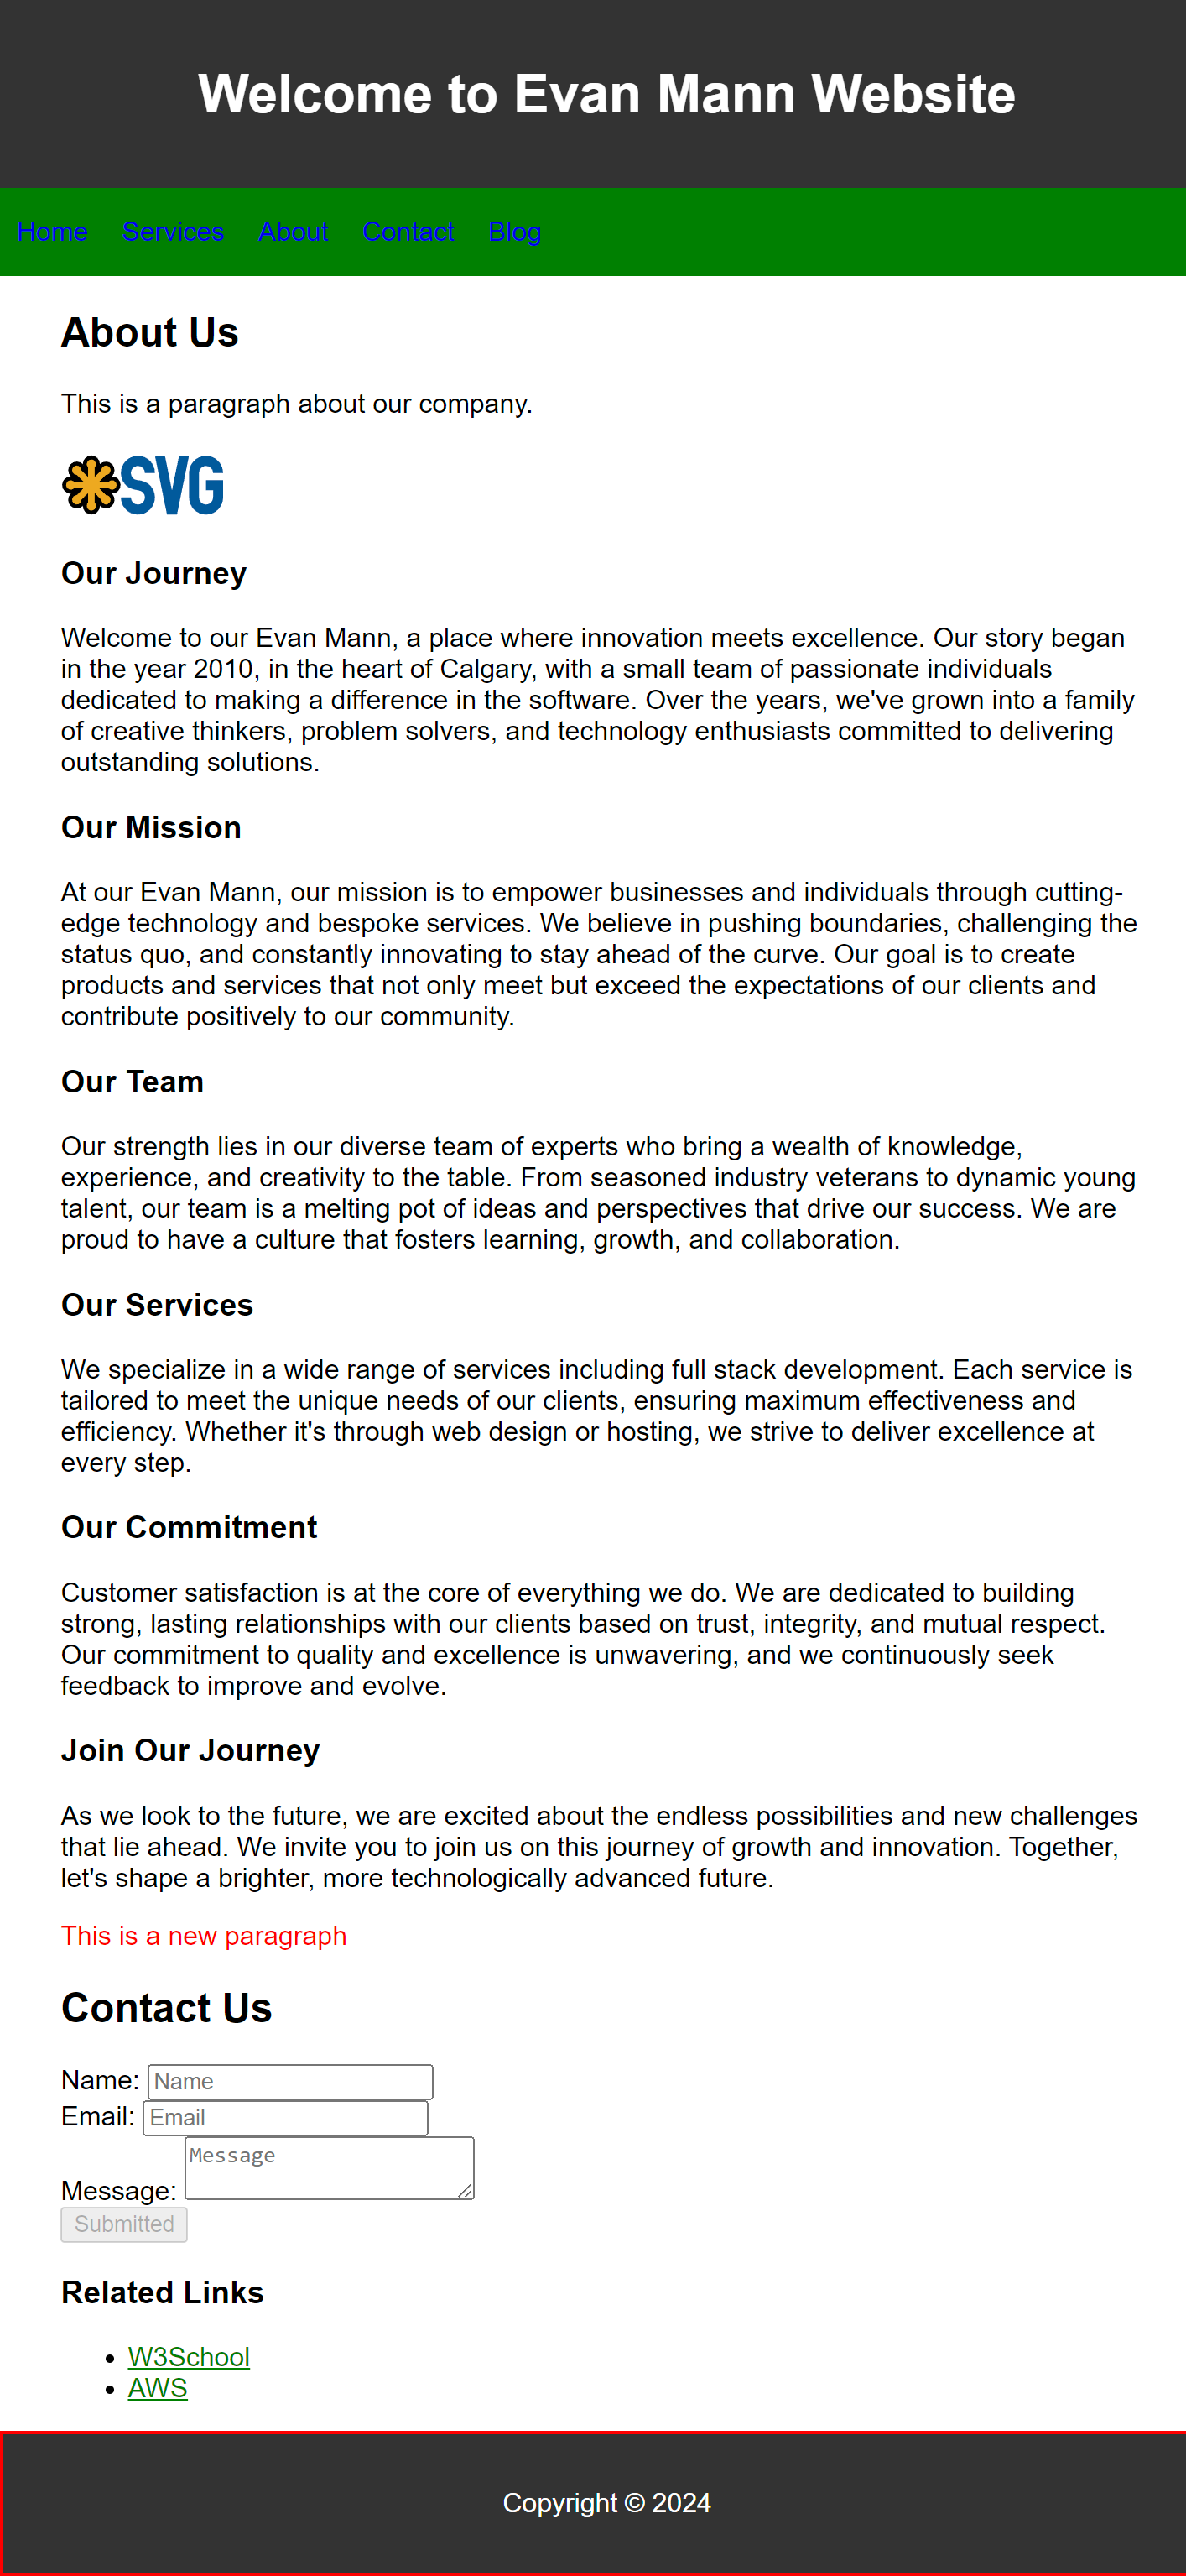 Welcome to Evan Mann Website
Home Services About Contact Blog
About Us
This is a paragraph about our company.
SVG
Our Journey
Welcome to our Evan Mann, a place where innovation meets excellence. Our story began
in the year 2010, in the heart of Calgary, with a small team of passionate individuals
dedicated to making a difference in the software. Over the years, we've grown into a family
of creative thinkers, problem solvers, and technology enthusiasts committed to delivering
outstanding solutions.
Our Mission
At our Evan Mann, our mission is to empower businesses and individuals through cutting-
edge technology and bespoke services. We believe in pushing boundaries, challenging the
status quo, and constantly innovating to stay ahead of the curve. Our goal is to create
products and services that not only meet but exceed the expectations of our clients and
contribute positively to our community.
Our Team
Our strength lies in our diverse team of experts who bring a wealth of knowledge,
experience, and creativity to the table. From seasoned industry veterans to dynamic young
talent, our team is a melting pot of ideas and perspectives that drive our success. We are
proud to have a culture that fosters learning, growth, and collaboration.
Our Services
We specialize in a wide range of services including full stack development. Each service is
tailored to meet the unique needs of our clients, ensuring maximum effectiveness and
efficiency. Whether it's through web design or hosting, we strive to deliver excellence at
every step.
Our Commitment
Customer satisfaction is at the core of everything we do. We are dedicated to building
strong, lasting relationships with our clients based on trust, integrity, and mutual respect.
Our commitment to quality and excellence is unwavering, and we continuously seek
feedback to improve and evolve.
Join Our Journey
As we look to the future, we are excited about the endless possibilities and new challenges
that lie ahead. We invite you to join us on this journey of growth and innovation. Together,
let's shape a brighter, more technologically advanced future.
This is a new paragraph
Contact Us
Name: Name
Email: Email
Message: Message
Submitted
Related Links
W3School
AWS
Copyright © 2024